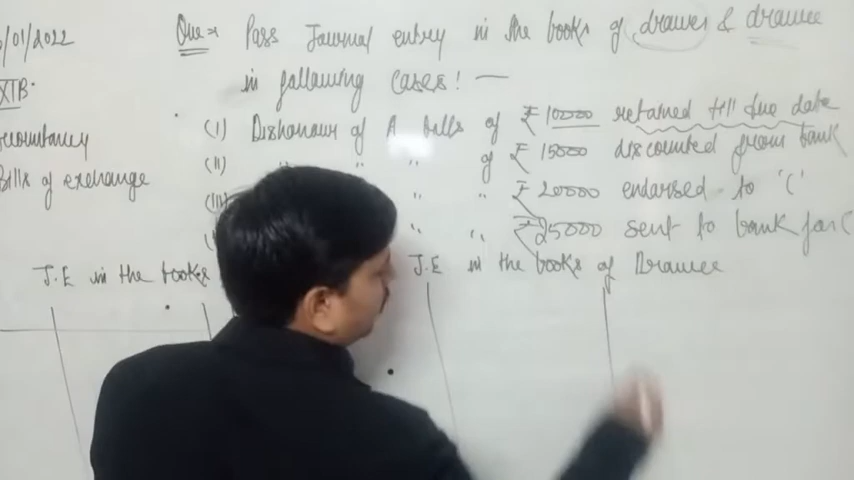 /01/2022
XIB.
ccountancy
Bills of exchange
Que:- Pass Journal entry in the books of drawer & drawee
in following cases! —
(I) Dishonour of A bills of ₹ 10000 retained till due date
(II) " " of ₹ 15000 discounted from bank
(III) " " ₹ 20000 endorsed to 'C'
" " ₹ 25000 sent to bank for C
J.E in the books
J.E in the books of Drawee